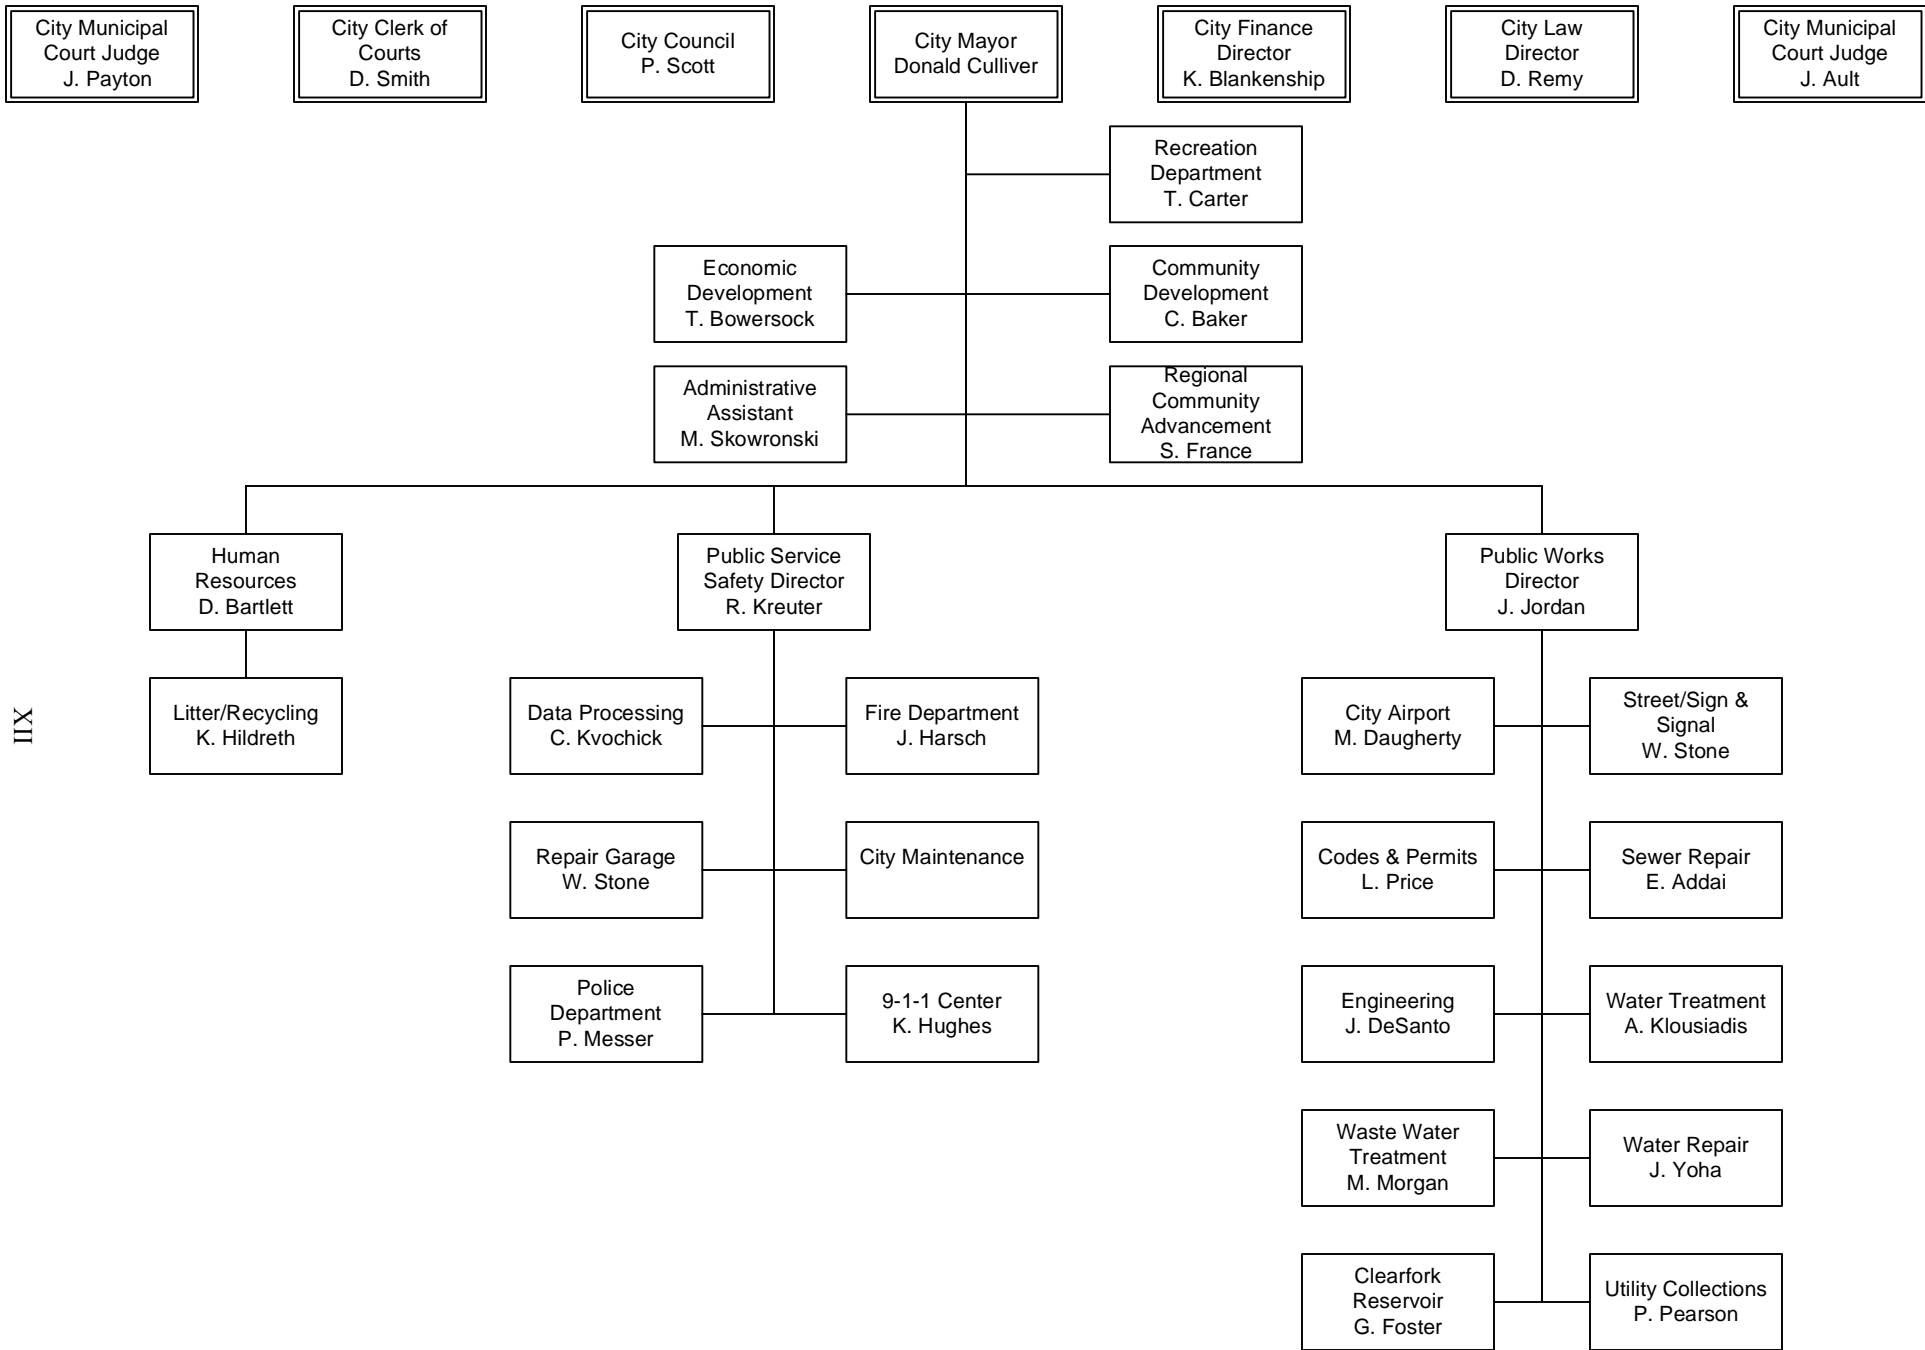 City Municipal
Court Judge
J. Payton
City Clerk of
Courts
D. Smith
City Council
P. Scott
City Mayor
Donald Culliver
City Finance
Director
K. Blankenship
City Law
Director
D. Remy
City Municipal
Court Judge
J. Ault
Recreation
Department
T. Carter
Economic
Development
T. Bowersock
Community
Development
C. Baker
Administrative
Assistant
M. Skowronski
Regional
Community
Advancement
S. France
Human
Resources
D. Bartlett
Public Service
Safety Director
R. Kreuter
Public Works
Director
J. Jordan
Litter/Recycling
K. Hildreth
Data Processing
C. Kvochick
Fire Department
J. Harsch
City Airport
M. Daugherty
Street/Sign &
Signal
W. Stone
Repair Garage
W. Stone
City Maintenance
Codes & Permits
L. Price
Sewer Repair
E. Addai
Police
Department
P. Messer
9-1-1 Center
K. Hughes
Engineering
J. DeSanto
Water Treatment
A. Klousiadis
Waste Water
Treatment
M. Morgan
Water Repair
J. Yoha
Clearfork
Reservoir
G. Foster
Utility Collections
P. Pearson
XII